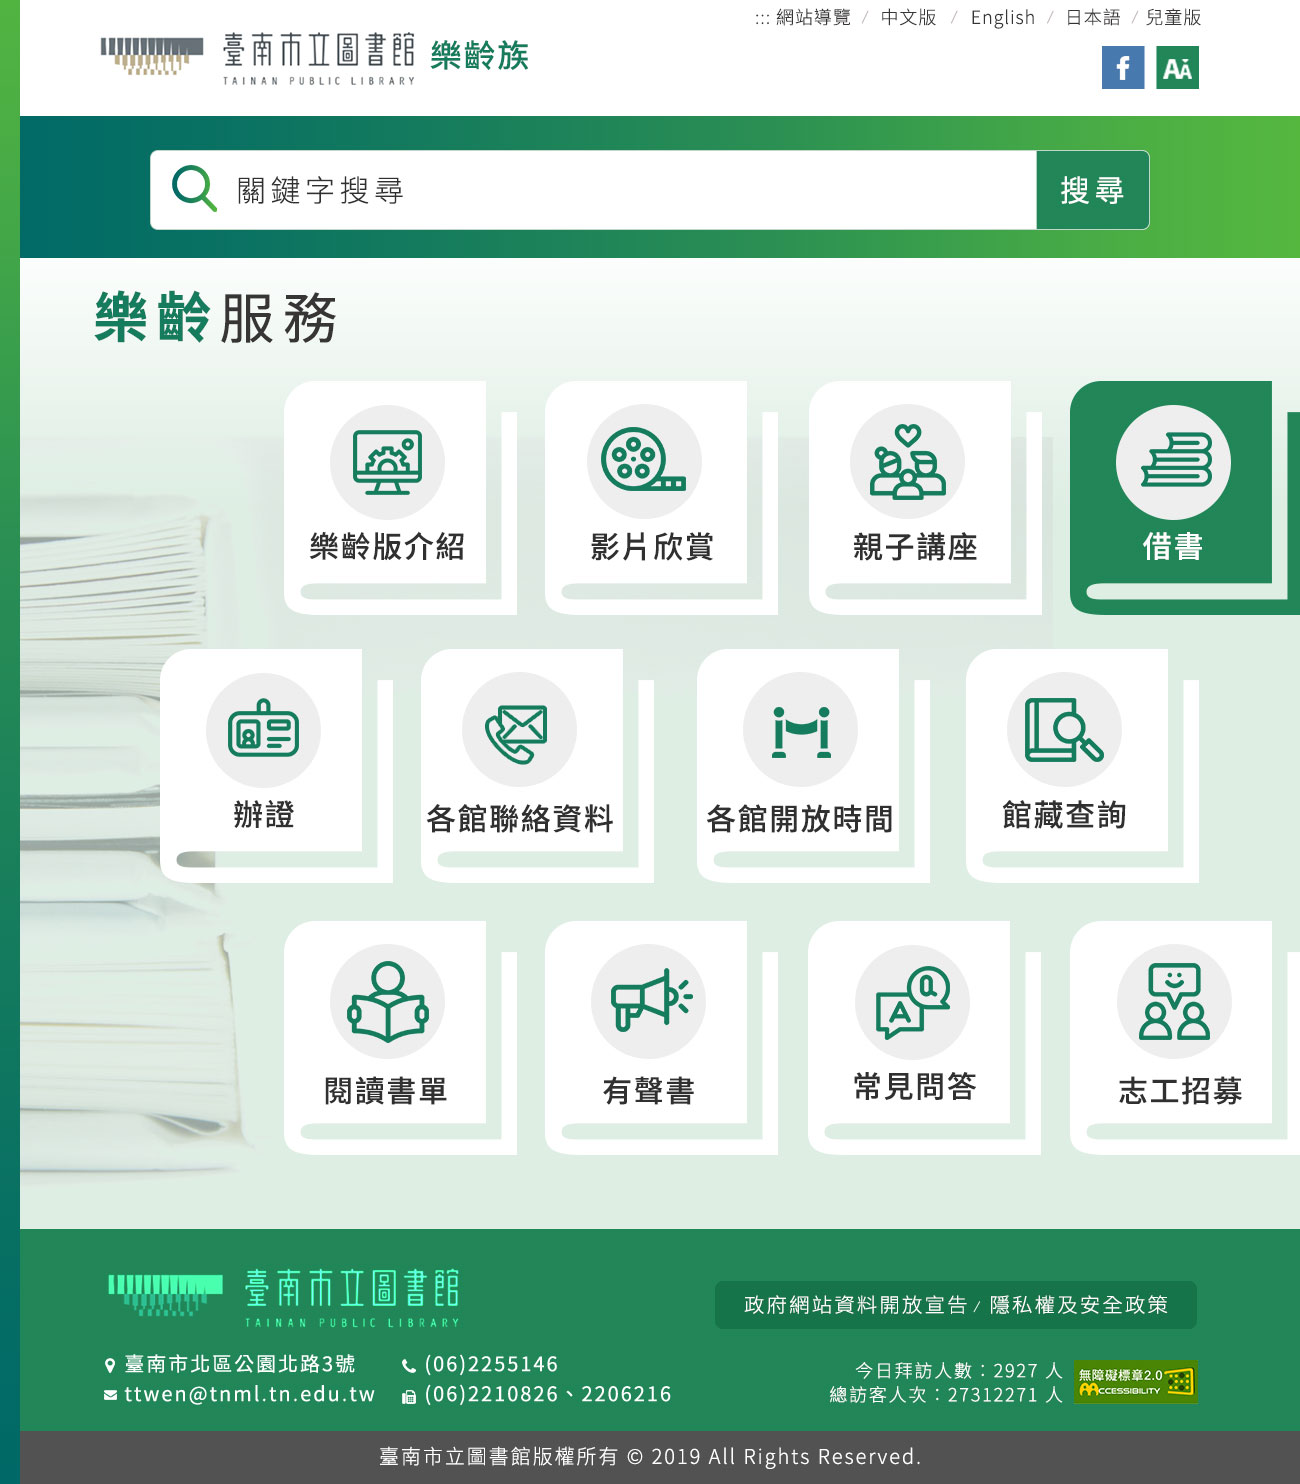 ::: 網站導覽 / 中文版 / English / 日本語 / 兒童版
臺南市立圖書館 樂齡族
TAINAN PUBLIC LIBRARY
f AA
關鍵字搜尋 搜尋
樂齡服務
樂齡版介紹 影片欣賞 親子講座 借書
辦證 各館聯絡資料 各館開放時間 館藏查詢
閱讀書單 有聲書 常見問答 志工招募
臺南市立圖書館
TAINAN PUBLIC LIBRARY
政府網站資料開放宣告 / 隱私權及安全政策
臺南市北區公園北路3號 (06)2255146
ttwen@tnml.tn.edu.tw (06)2210826、2206216
今日拜訪人數：2927 人
總訪客人次：27312271 人
無障礙標章2.0
ACCESSIBILITY
臺南市立圖書館版權所有 © 2019 All Rights Reserved.